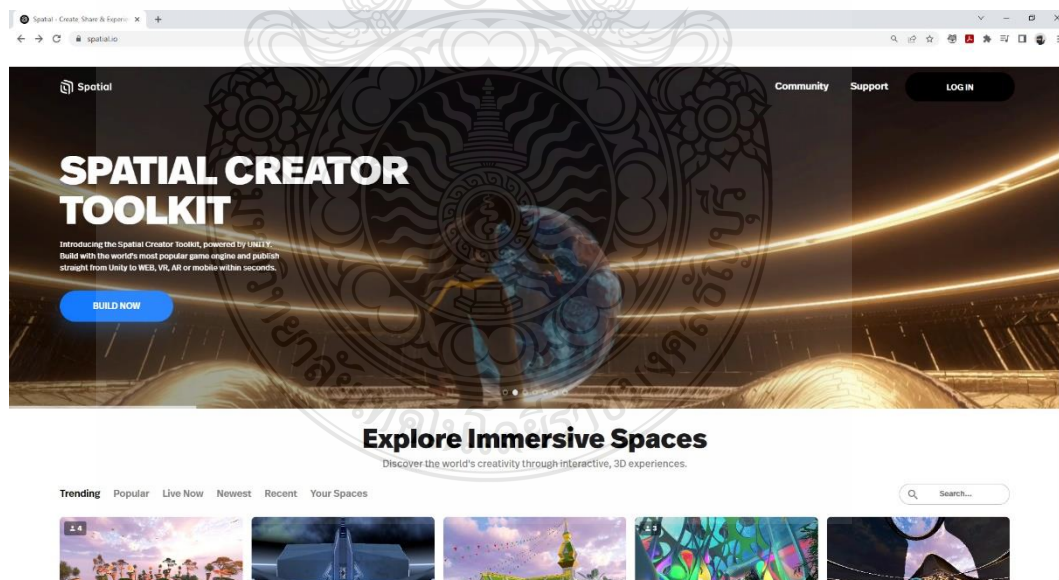 Spatial - Create, Share & Experie
spatial.io
Spatial
Community Support LOG IN
SPATIAL CREATOR
TOOLKIT
Introducing the Spatial Creator Toolkit, powered by UNITY.
Build with the world's most popular game engine and publish
straight from Unity to WEB, VR, AR or mobile within seconds.
BUILD NOW
Explore Immersive Spaces
Discover the world's creativity through interactive, 3D experiences.
Trending Popular Live Now Newest Recent Your Spaces
Search...
4
3